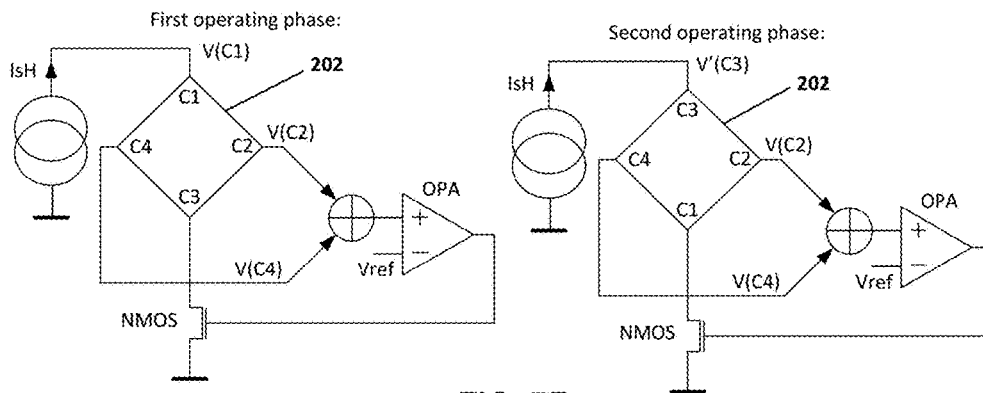 First operating phase:
V(C1)
IsH
202
C1
C4
C2
V(C2)
C3
OPA
+
−
Vref
V(C4)
NMOS
Second operating phase:
V'(C3)
IsH
202
C3
C4
C2
V(C2)
C1
OPA
+
−
Vref
V(C4)
NMOS